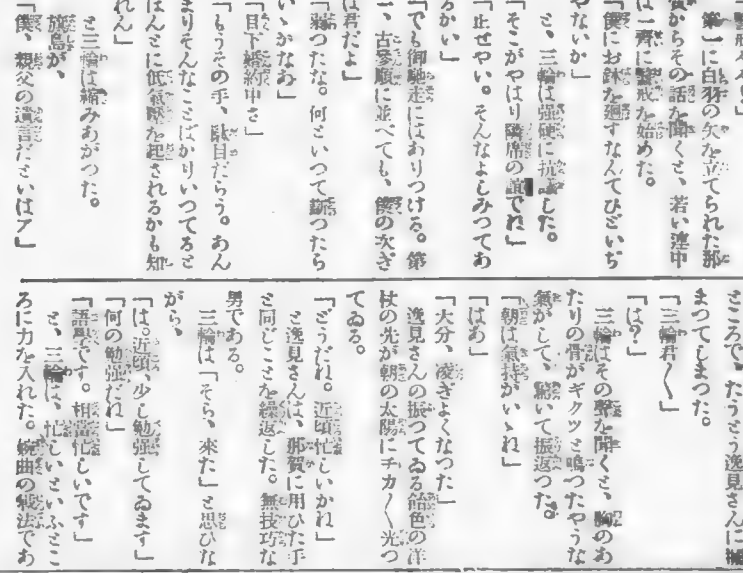 第一に白羽の矢を立てられた那
賀からその話を聞くと、若い連中
は一齊に警戒を始めた。
「僕にお鉢を廻すなんてひどいぢ
やないか」
と、三輪は强硬に抗議した。
「そこがやはり隣席の誼でね」
「止せやい。そんなよしみつてあ
るかい」
「でも御馳走にはありつける。第
一、古參順に並べても、僕の次ぎ
は君だよ」
「弱つたな。何といつて斷つたら
いゝかなあ」
「目下婚約中さ」
「もうその手、駄目だらう。あん
まりそんなことばかりいつてると
ほんとに低氣壓を起されるかも知
れん」
と三輪は縮みあがつた。
旗島が、
「僕、親父の遺言だといはア」
ところで、たうとう逸見さんに摑
まつてしまつた。
「三輪君〳〵」
「は？」
三輪はその聲を聞くと、胸のあ
たりの骨がギクツと鳴つたやうな
氣がして、驚いて振返つた。
「朝は氣持がいゝね」
「はあ」
「大分、凌ぎよくなつた」
逸見さんの振つてゐる飴色の洋
杖の先が朝の太陽にチカ〳〵光つ
てゐる。
「どうだね。近頃忙しいかね」
と逸見さんは、那賀に用ひた手
と同じことを繰返した。無技巧な
男である。
三輪は「そら、來た」と思ひな
がら、
「は。近頃、少し勉强してゐます」
「何の勉强だね」
「語學です。相當忙しいです」
と、三輪は、忙しいといふとこ
ろに力を入れた。婉曲の戰法であ